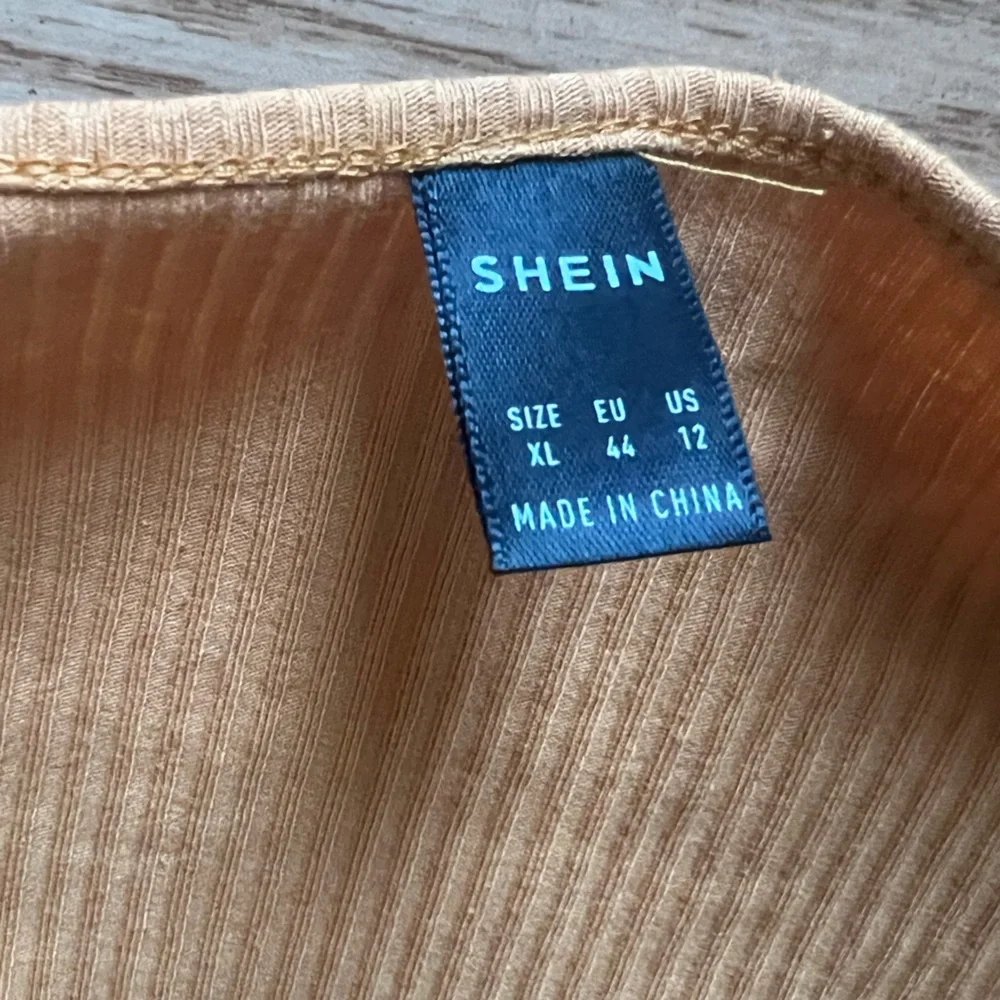 SHEIN
SIZE EU US
XL 44 12
MADE IN CHINA